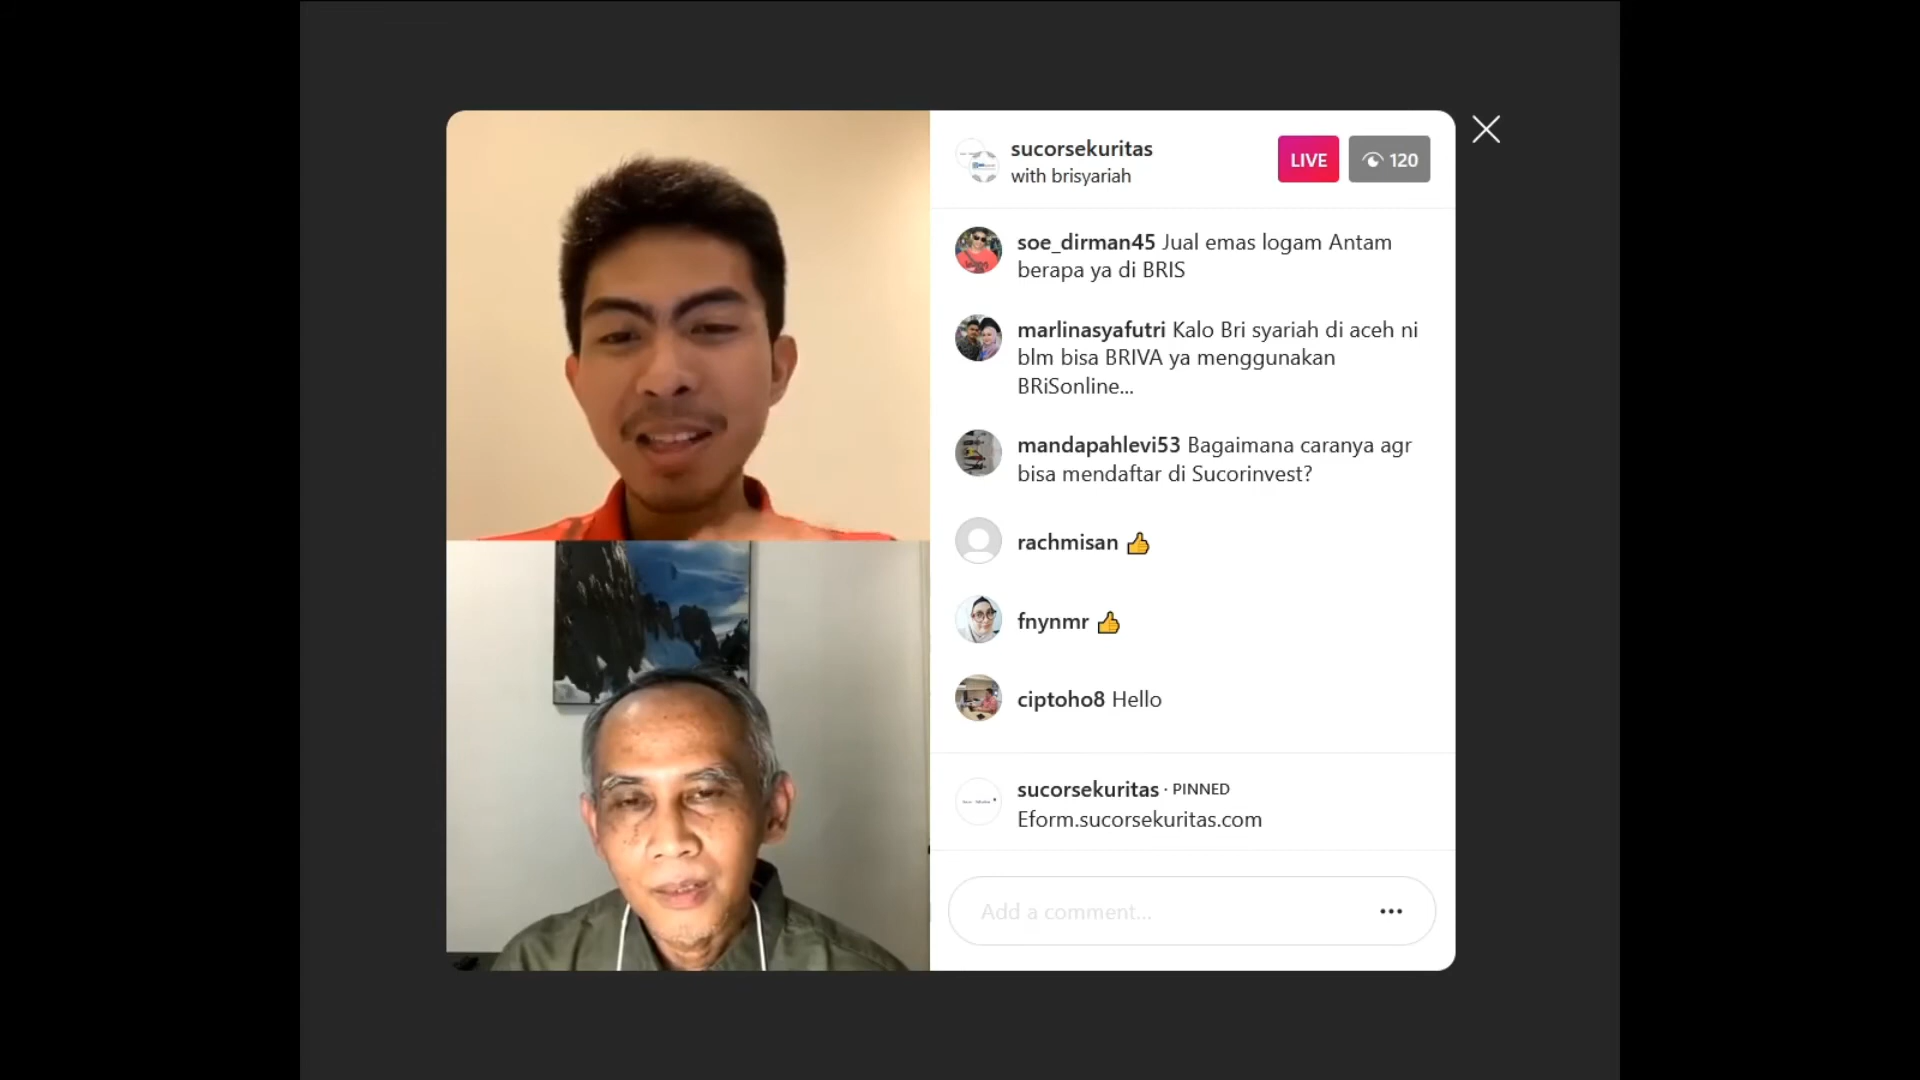 sucorsekuritas
with brisyariah
LIVE
120
soe_dirman45 Jual emas logam Antam
berapa ya di BRIS
marlinasyafutri Kalo Bri syariah di aceh ni
blm bisa BRIVA ya menggunakan
BRiSonline...
mandapahlevi53 Bagaimana caranya agr
bisa mendaftar di Sucorinvest?
rachmisan 👍
fnynmr 👍
ciptoho8 Hello
sucorsekuritas · PINNED
Eform.sucorsekuritas.com
Add a comment...